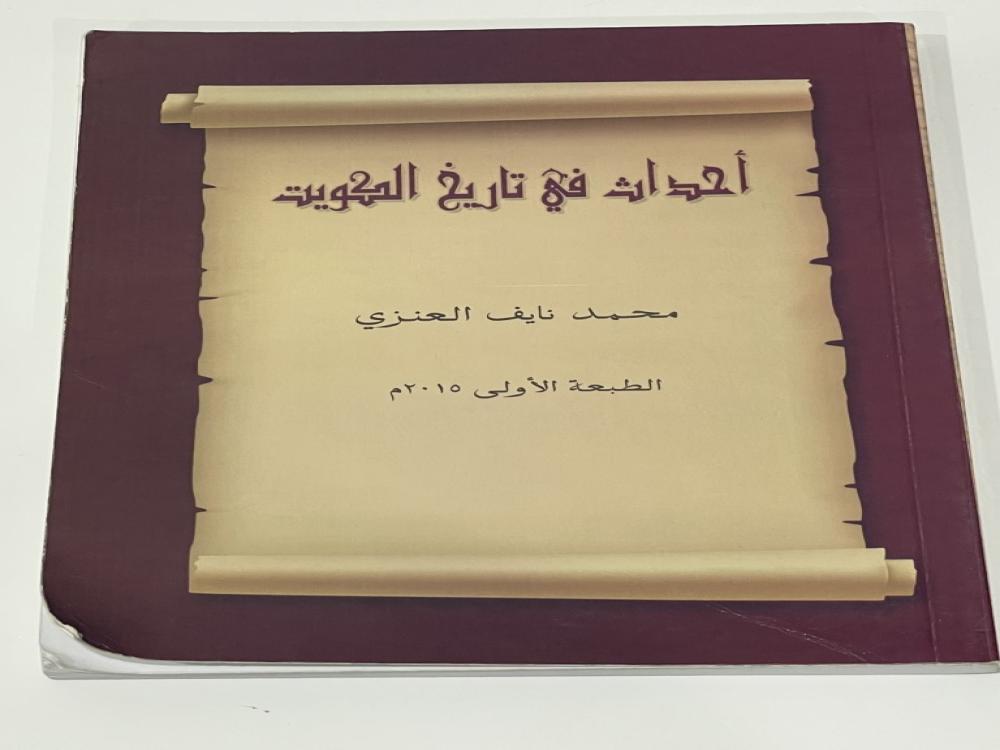 أحداث في تاريخ الكويت
محمد نايف العنزي
الطبعة الأولى ٢٠١٥م